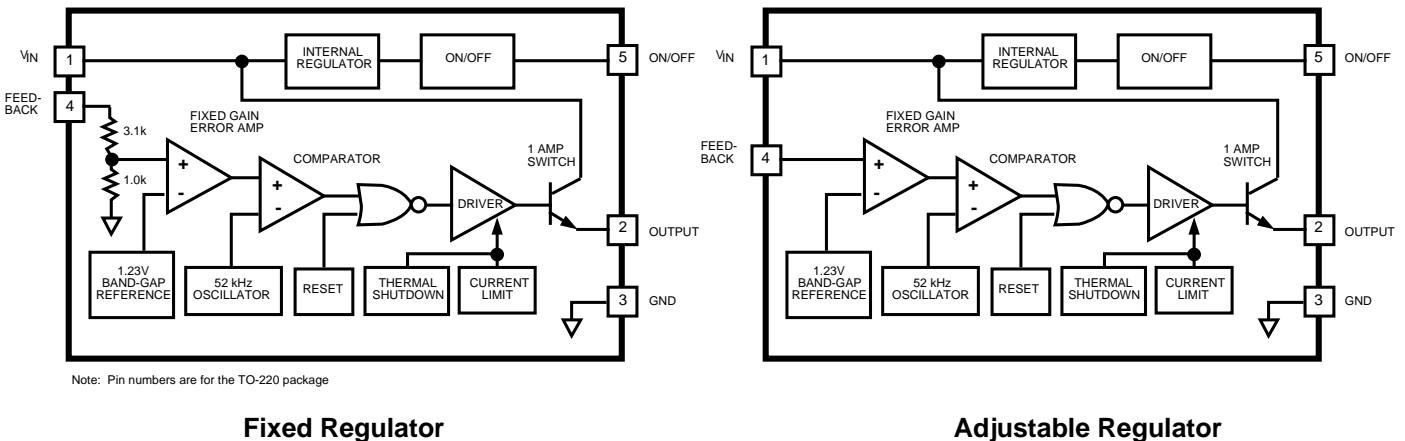 VIN
1
INTERNAL
REGULATOR
ON/OFF
5
ON/OFF
FEED-
BACK
4
3.1k
1.0k
FIXED GAIN
ERROR AMP
+
-
COMPARATOR
+
-
1 AMP
SWITCH
DRIVER
2
OUTPUT
1.23V
BAND-GAP
REFERENCE
52 kHz
OSCILLATOR
RESET
THERMAL
SHUTDOWN
CURRENT
LIMIT
3
GND
Note: Pin numbers are for the TO-220 package
Fixed Regulator
VIN
1
INTERNAL
REGULATOR
ON/OFF
5
ON/OFF
FEED-
BACK
4
FIXED GAIN
ERROR AMP
+
-
COMPARATOR
+
-
1 AMP
SWITCH
DRIVER
2
OUTPUT
1.23V
BAND-GAP
REFERENCE
52 kHz
OSCILLATOR
RESET
THERMAL
SHUTDOWN
CURRENT
LIMIT
3
GND
Adjustable Regulator